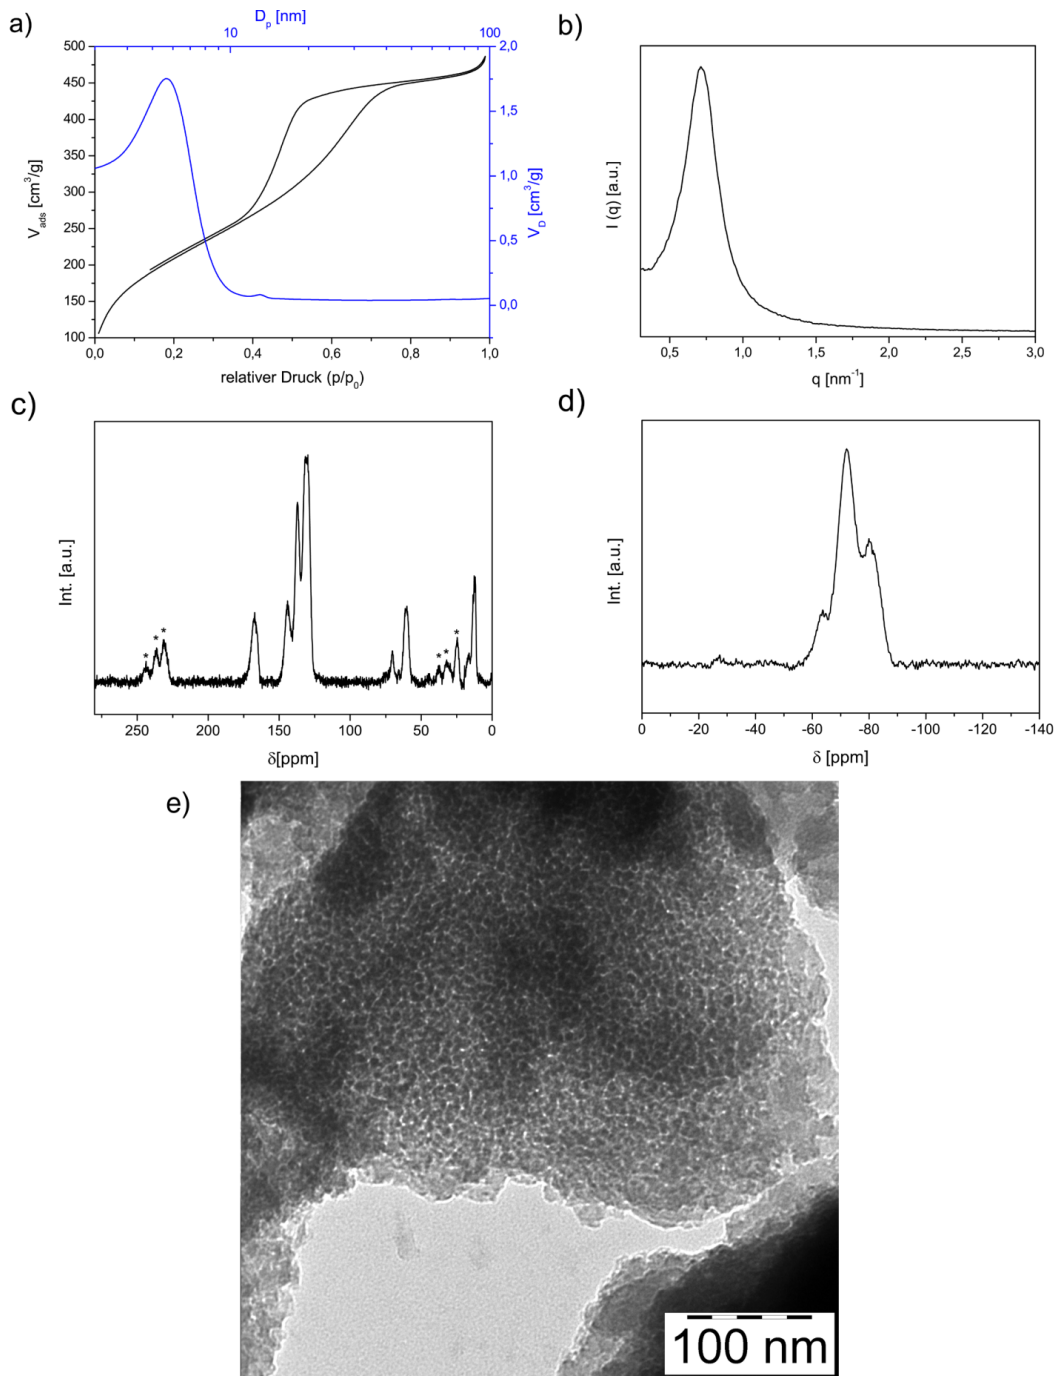 a)
D_p [nm]
10 100
500
450
400
350
300
250
200
150
100
V_ads [cm³/g]
2,0
1,5
1,0
0,5
0,0
V_D [cm³/g]
0,0 0,2 0,4 0,6 0,8 1,0
relativer Druck (p/p_0)
b)
I (q) [a.u.]
0,5 1,0 1,5 2,0 2,5 3,0
q [nm⁻¹]
c)
Int. [a.u.]
* * * * * *
250 200 150 100 50 0
δ[ppm]
d)
Int. [a.u.]
0 -20 -40 -60 -80 -100 -120 -140
δ [ppm]
e)
100 nm